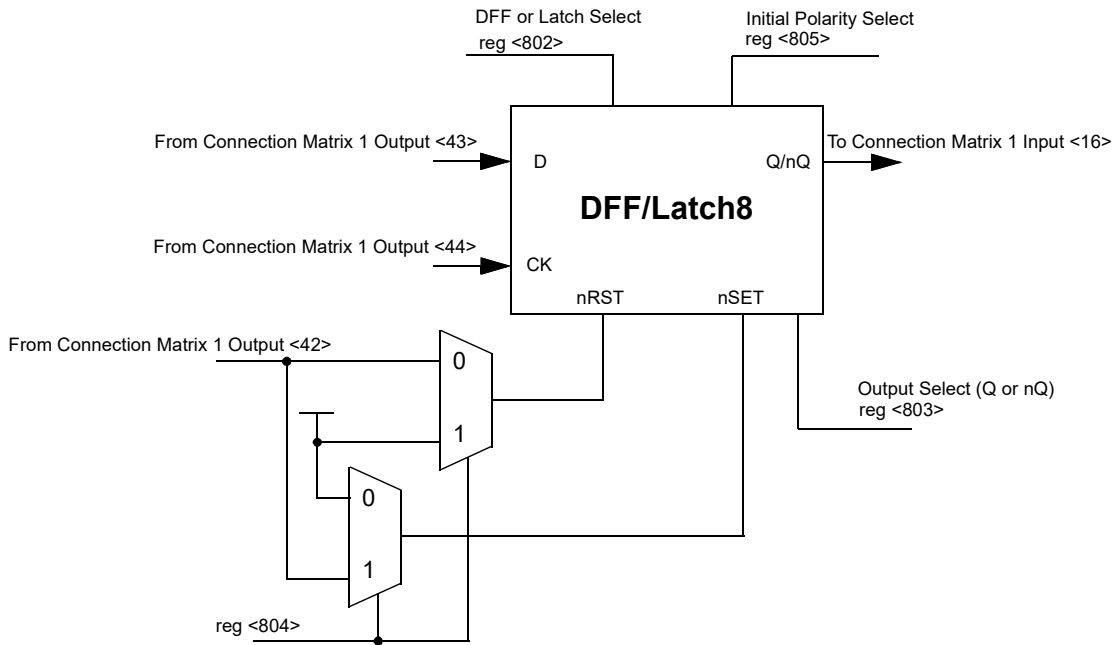 DFF or Latch Select
reg <802>
Initial Polarity Select
reg <805>
From Connection Matrix 1 Output <43>
D
Q/nQ
To Connection Matrix 1 Input <16>
DFF/Latch8
From Connection Matrix 1 Output <44>
CK
nRST
nSET
From Connection Matrix 1 Output <42>
0
1
Output Select (Q or nQ)
reg <803>
0
1
reg <804>